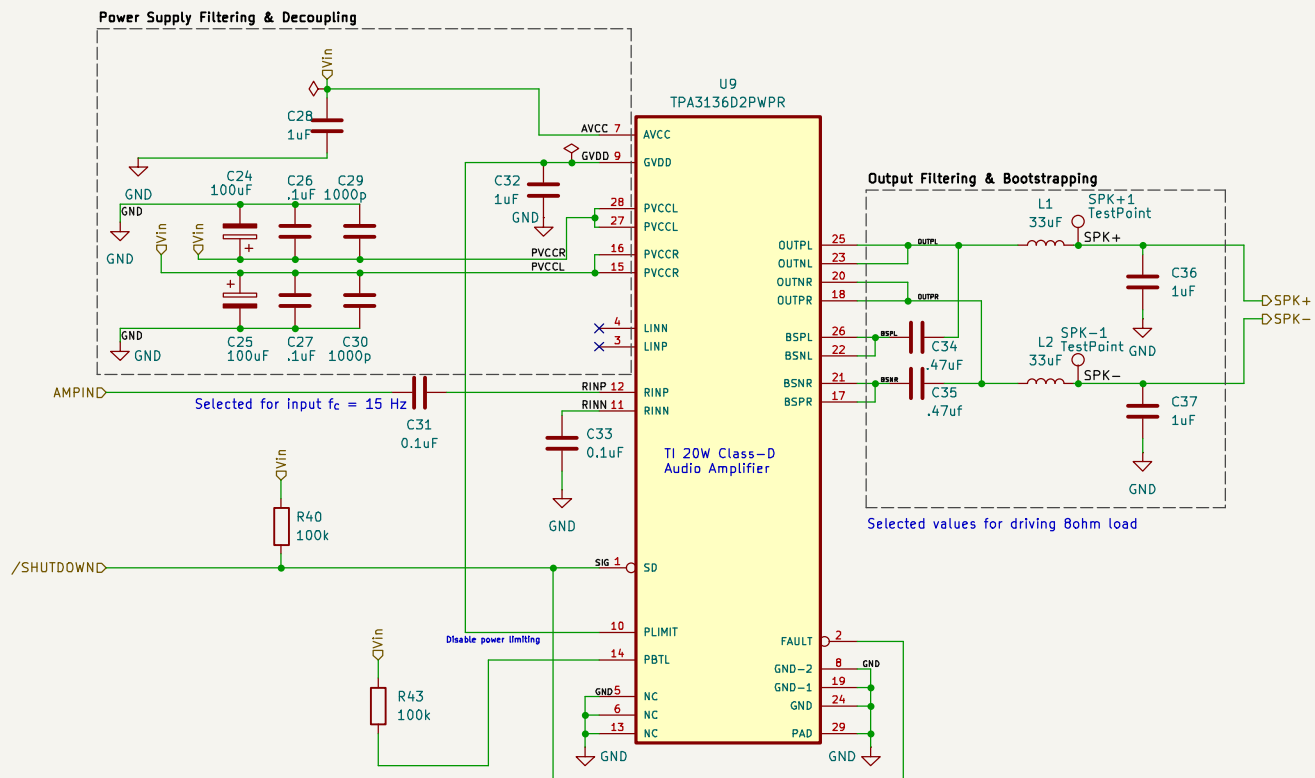 Power Supply Filtering & Decoupling
Vin
C28
1uF
GND
C24
100uF
C26
.1uF
C29
1000p
GND
GND
Vin
Vin
PVCCR
PVCCL
GND
GND
C25
100uF
C27
.1uF
C30
1000p
C32
1uF
GND
AVCC 7
GVDD 9
28
27
16
15
4
3
RINP 12
RINN 11
SIG 1
10
14
GND 5
6
13
U9
TPA3136D2PWPR
AVCC
GVDD
PVCCL
PVCCL
PVCCR
PVCCR
LINN
LINP
RINP
RINN
TI 20W Class-D
Audio Amplifier
SD
PLIMIT
PBTL
NC
NC
NC
OUTPL
OUTNL
OUTNR
OUTPR
BSPL
BSNL
BSNR
BSPR
FAULT
GND-2
GND-1
GND
PAD
25
23
20
18
26
22
21
17
2
8
19
24
29
GND
GND
GND
AMPIN
Selected for input fc = 15 Hz
C31
0.1uF
C33
0.1uF
GND
Vin
R40
100k
/SHUTDOWN
Disable power limiting
Vin
R43
100k
Output Filtering & Bootstrapping
OUTPL
OUTPR
BSPL
BSNR
C34
.47uF
C35
.47uf
L1
33uF
SPK+1
TestPoint
SPK+
C36
1uF
GND
L2
33uF
SPK-1
TestPoint
SPK-
C37
1uF
GND
SPK+
SPK-
Selected values for driving 8ohm load